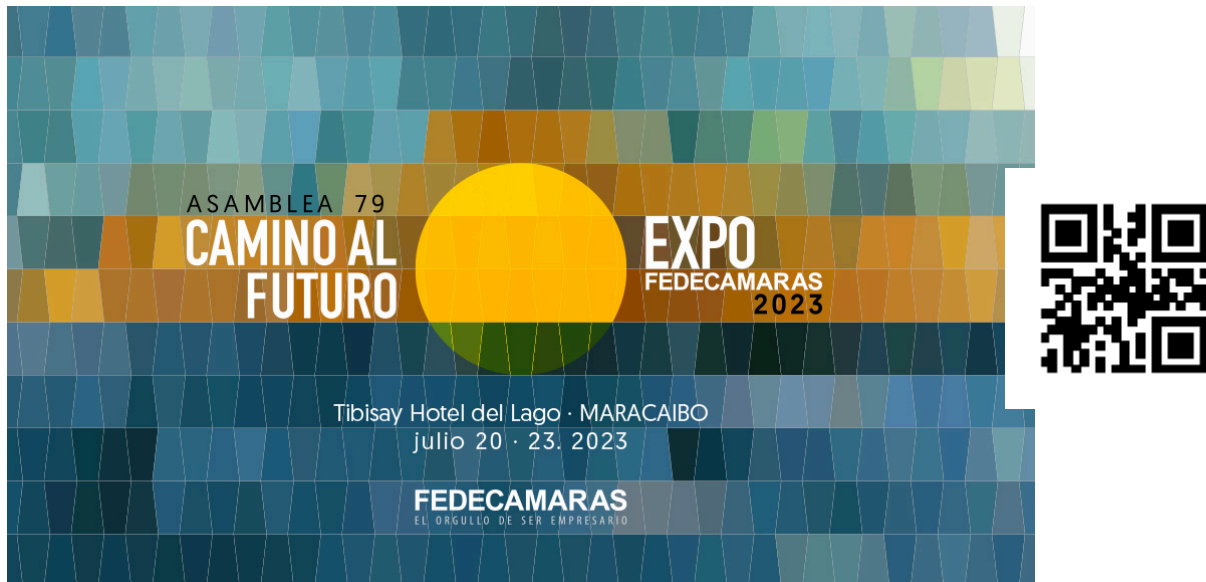 ASAMBLEA 79
CAMINO AL
FUTURO
EXPO
FEDECAMARAS
2023
Tibisay Hotel del Lago · MARACAIBO
julio 20 · 23. 2023
FEDECAMARAS
EL ORGULLO DE SER EMPRESARIO